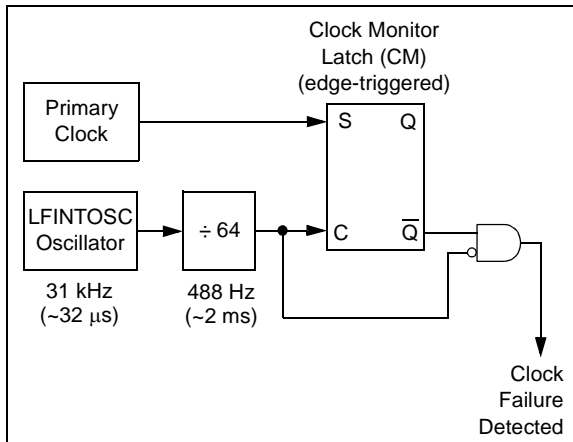 Clock Monitor
Latch (CM)
(edge-triggered)
Primary
Clock
S
Q
LFINTOSC
Oscillator
÷ 64
C
Q̅
31 kHz
(~32 μs)
488 Hz
(~2 ms)
Clock
Failure
Detected